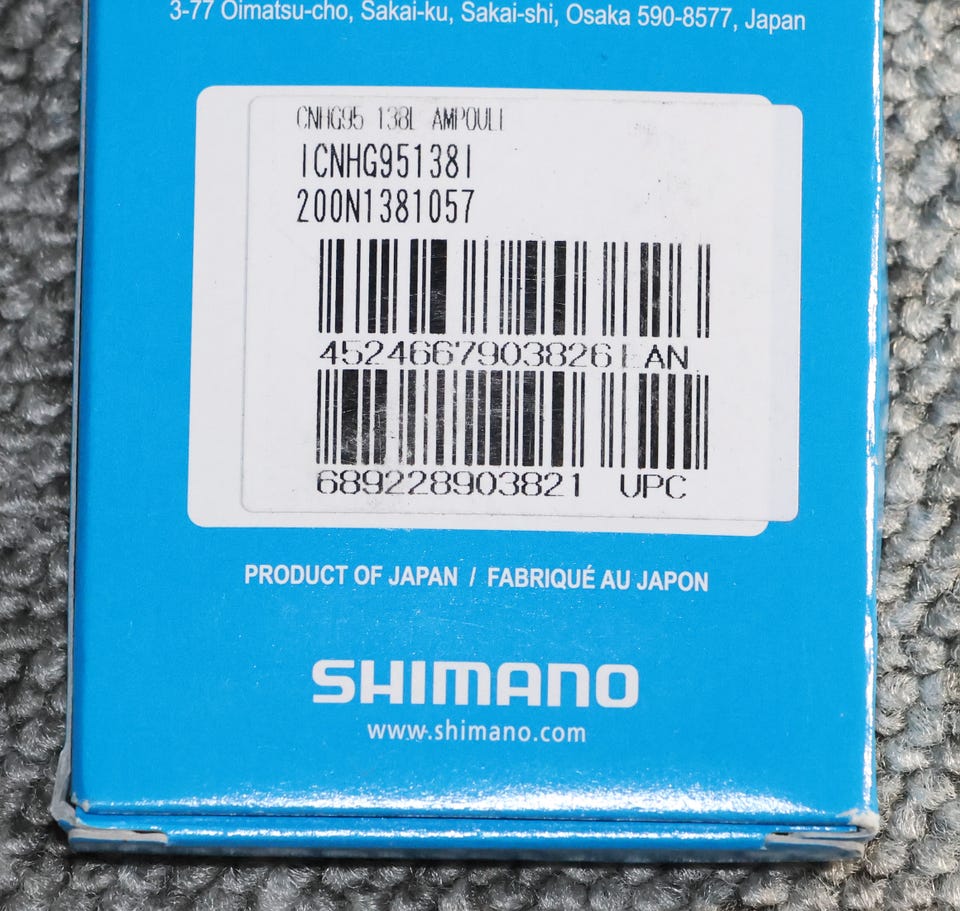 3-77 Oimatsu-cho, Sakai-ku, Sakai-shi, Osaka 590-8577, Japan
CNHG95 138L AMPOULE
ICNHG95138I
200N1381057
4524667903826 EAN
689228903821 UPC
PRODUCT OF JAPAN / FABRIQUÉ AU JAPON
SHIMANO
www.shimano.com